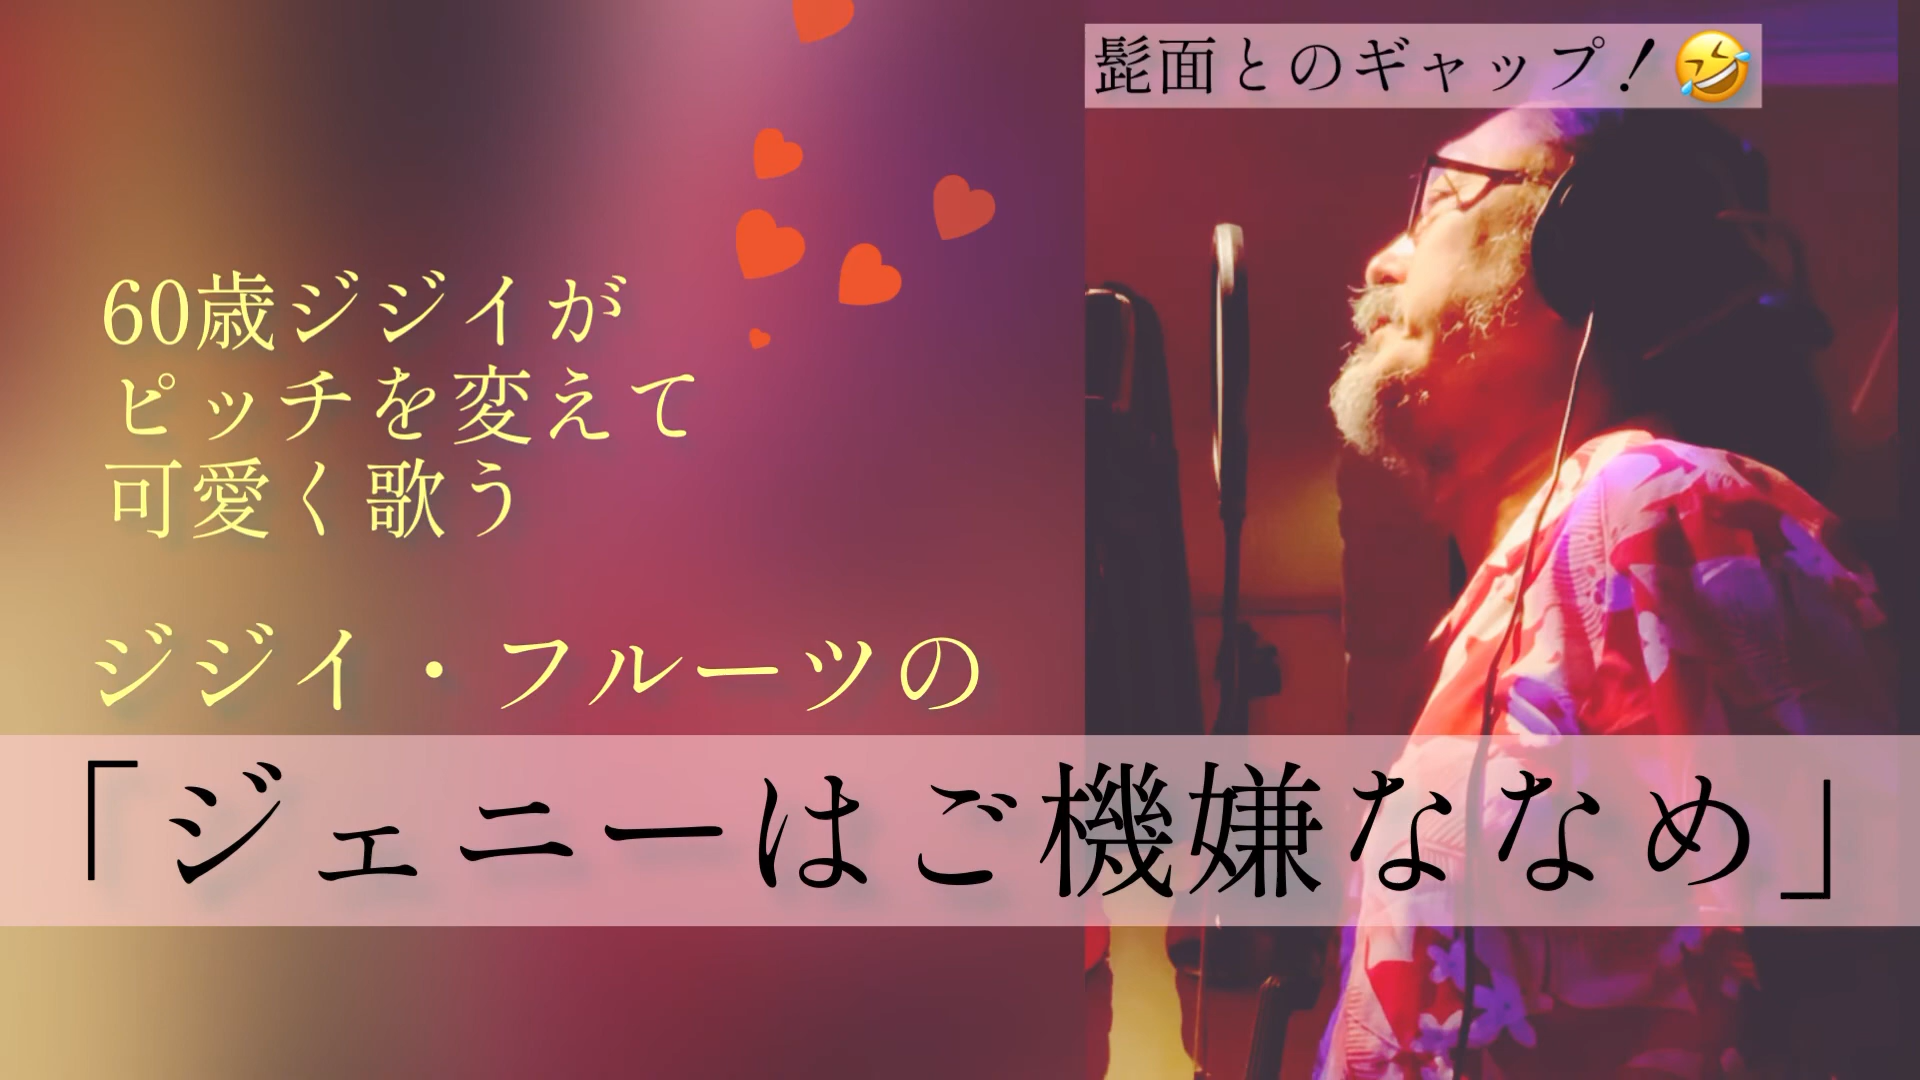 髭面とのギャップ！🤣
60歳ジジイが
ピッチを変えて
可愛く歌う
ジジイ・フルーツの
「ジェニーはご機嫌ななめ」